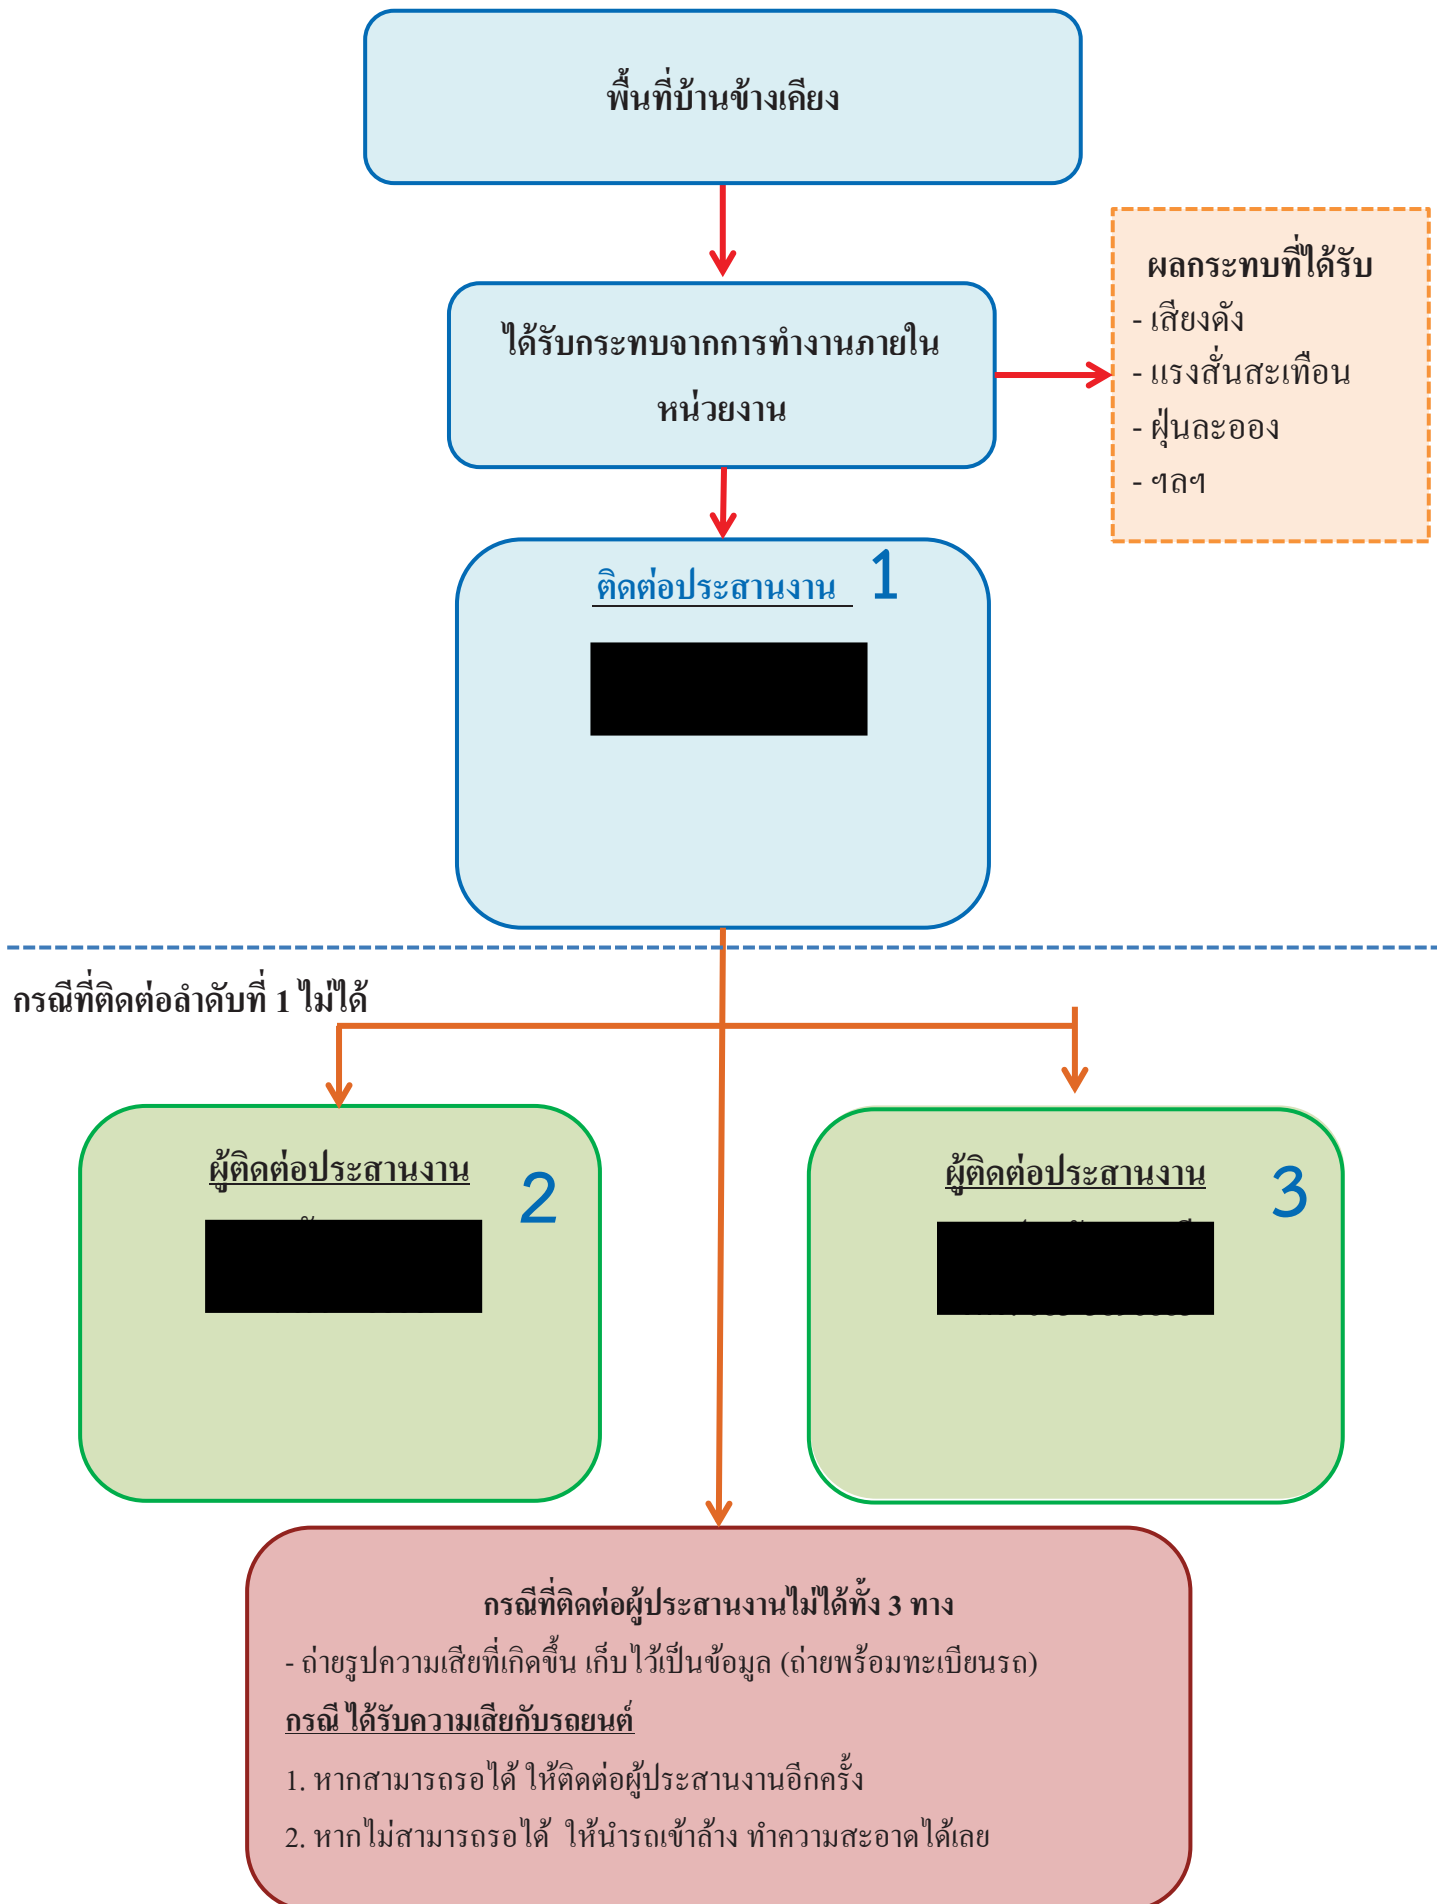 พื้นที่บ้านข้างเคียง
ได้รับกระทบจากการทำงานภายใน
หน่วยงาน
ผลกระทบที่ได้รับ
- เสียงดัง
- แรงสั่นสะเทือน
- ฝุ่นละออง
- ฯลฯ
ติดต่อประสานงาน 1
กรณีที่ติดต่อลำดับที่ 1 ไม่ได้
ผู้ติดต่อประสานงาน
2
ผู้ติดต่อประสานงาน
3
กรณีที่ติดต่อผู้ประสานงานไม่ได้ทั้ง 3 ทาง
- ถ่ายรูปความเสียที่เกิดขึ้น เก็บไว้เป็นข้อมูล (ถ่ายพร้อมทะเบียนรถ)
กรณี ได้รับความเสียกับรถยนต์
1. หากสามารถรอได้ ให้ติดต่อผู้ประสานงานอีกครั้ง
2. หากไม่สามารถรอได้ ให้นำรถเข้าล้าง ทำความสะอาดได้เลย